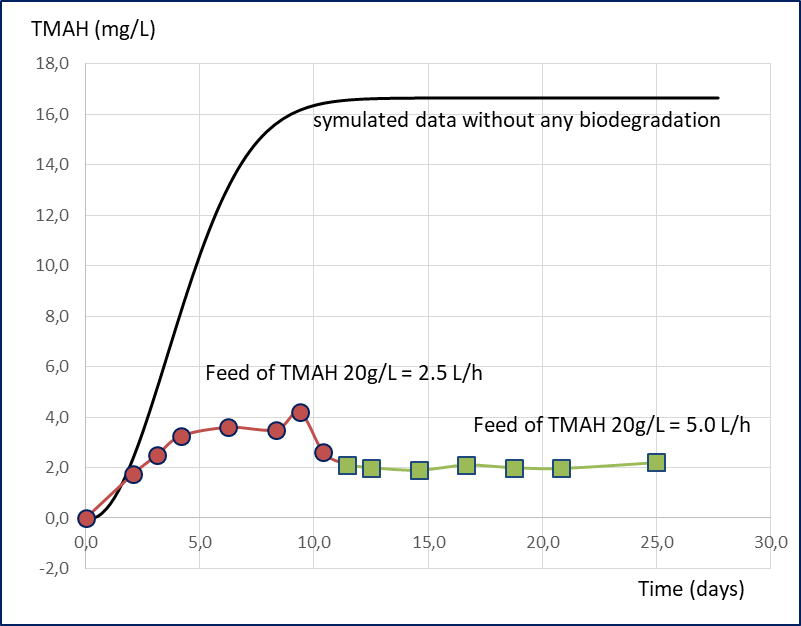 TMAH (mg/L)
18,0
16,0
symulated data without any biodegradation
14,0
12,0
10,0
8,0
6,0
Feed of TMAH 20g/L = 2.5 L/h
4,0
Feed of TMAH 20g/L = 5.0 L/h
2,0
0,0
0,0 5,0 10,0 15,0 20,0 25,0 30,0
-2,0
Time (days)